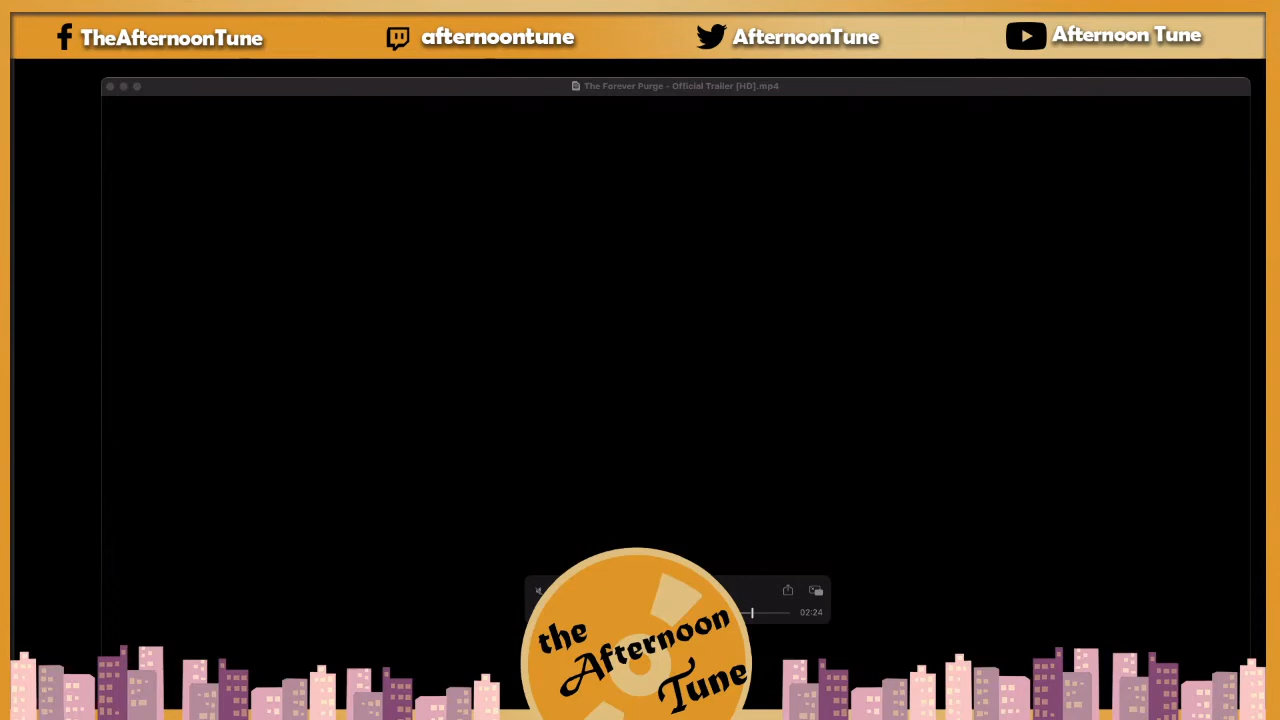 TheAfternoonTune
afternoontune
AfternoonTune
Afternoon Tune
The Forever Purge - Official Trailer [HD].mp4
02:24
the
Afternoon
Tune